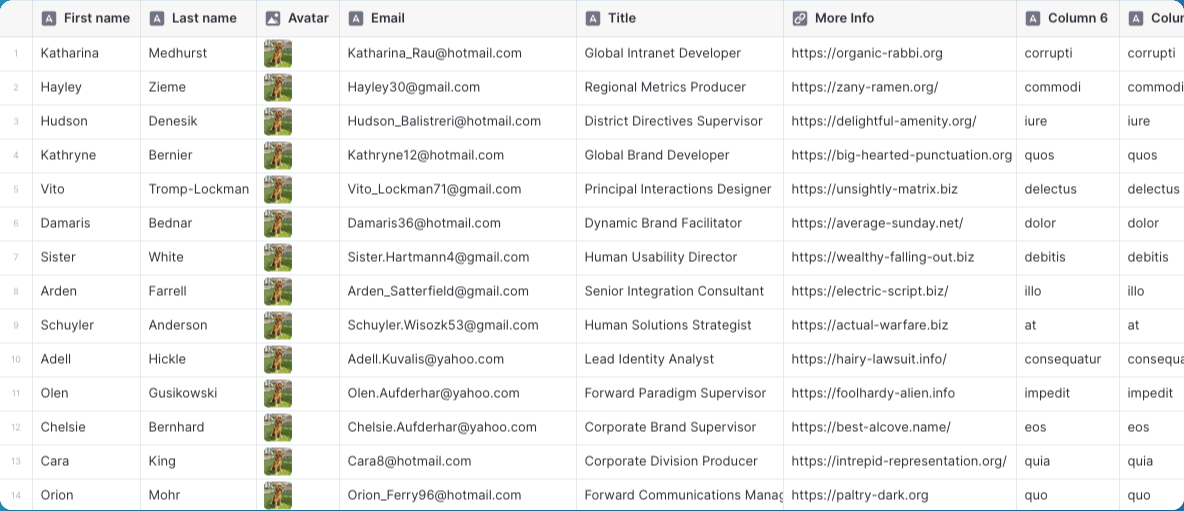 First name Last name Avatar Email Title More Info Column 6 Colu
1 Katharina Medhurst Katharina_Rau@hotmail.com Global Intranet Developer https://organic-rabbi.org corrupti corrupti
2 Hayley Zieme Hayley30@gmail.com Regional Metrics Producer https://zany-ramen.org/ commodi commodi
3 Hudson Denesik Hudson_Balistreri@hotmail.com District Directives Supervisor https://delightful-amenity.org/ iure iure
4 Kathryne Bernier Kathryne12@hotmail.com Global Brand Developer https://big-hearted-punctuation.org quos quos
5 Vito Tromp-Lockman Vito_Lockman71@gmail.com Principal Interactions Designer https://unsightly-matrix.biz delectus delectus
6 Damaris Bednar Damaris36@hotmail.com Dynamic Brand Facilitator https://average-sunday.net/ dolor dolor
7 Sister White Sister.Hartmann4@gmail.com Human Usability Director https://wealthy-falling-out.biz debitis debitis
8 Arden Farrell Arden_Satterfield@gmail.com Senior Integration Consultant https://electric-script.biz/ illo illo
9 Schuyler Anderson Schuyler.Wisozk53@gmail.com Human Solutions Strategist https://actual-warfare.biz at at
10 Adell Hickle Adell.Kuvalis@yahoo.com Lead Identity Analyst https://hairy-lawsuit.info/ consequatur consequa
11 Olen Gusikowski Olen.Aufderhar@yahoo.com Forward Paradigm Supervisor https://foolhardy-alien.info impedit impedit
12 Chelsie Bernhard Chelsie.Aufderhar@yahoo.com Corporate Brand Supervisor https://best-alcove.name/ eos eos
13 Cara King Cara8@hotmail.com Corporate Division Producer https://intrepid-representation.org/ quia quia
14 Orion Mohr Orion_Ferry96@hotmail.com Forward Communications Manag https://paltry-dark.org quo quo